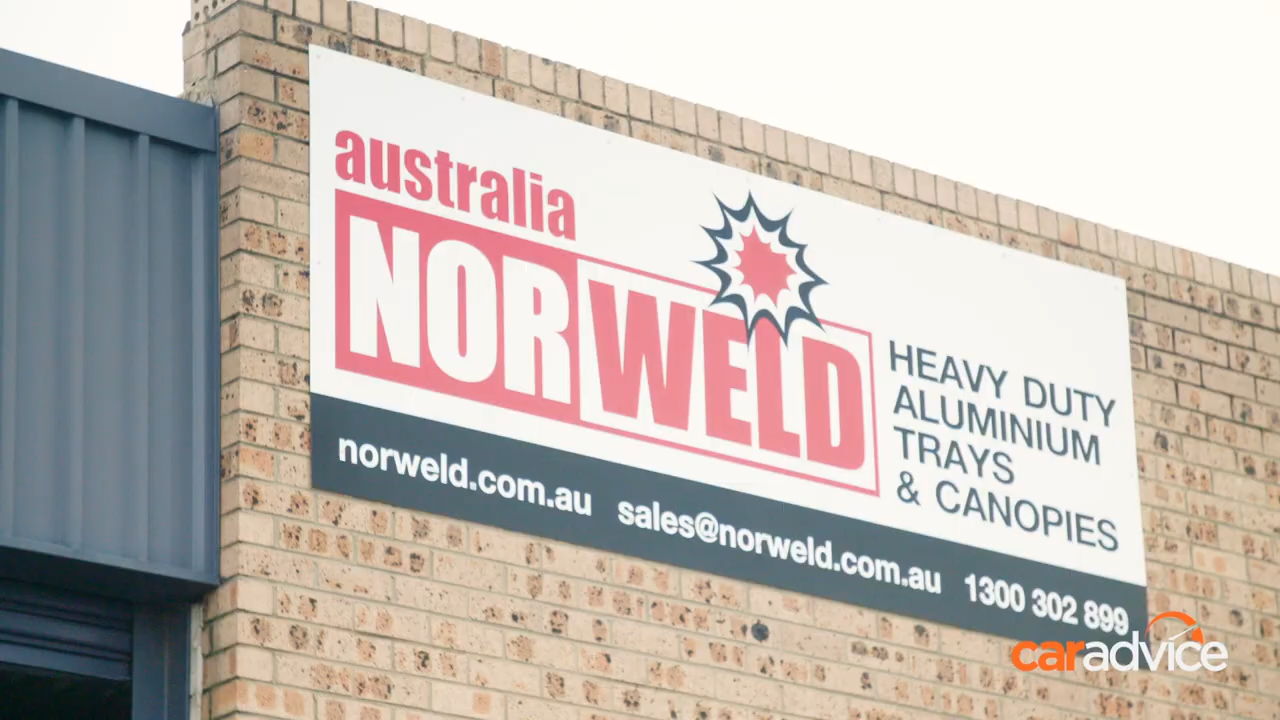 australia
NORWELD
HEAVY DUTY
ALUMINIUM
TRAYS
& CANOPIES
norweld.com.au sales@norweld.com.au 1300 302 899
caradvice